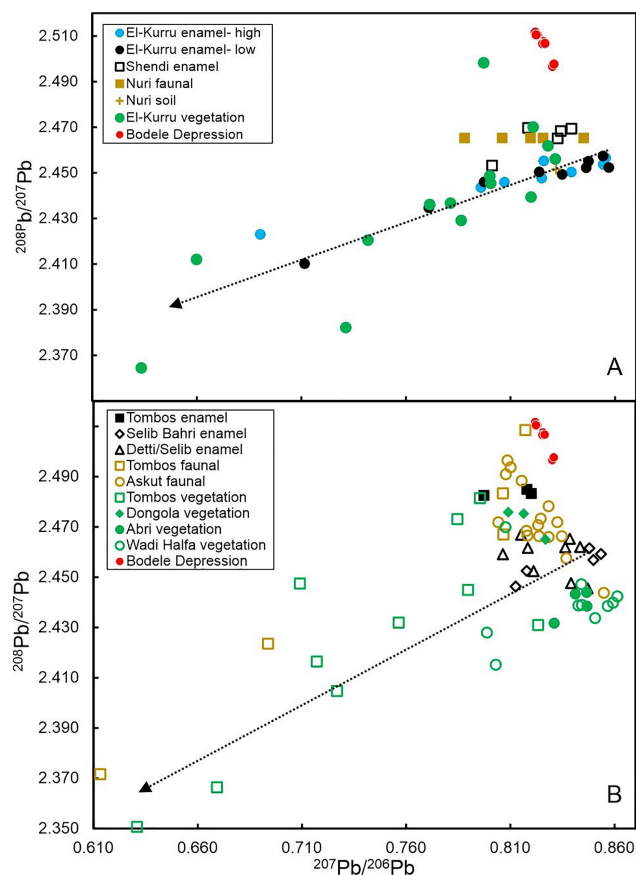 2.510
2.490
2.470
2.450
2.430
2.410
2.390
2.370
208Pb/207Pb
El-Kurru enamel- high
El-Kurru enamel- low
Shendi enamel
Nuri faunal
Nuri soil
El-Kurru vegetation
Bodele Depression
A
2.490
2.470
2.450
2.430
2.410
2.390
2.370
2.350
208Pb/207Pb
Tombos enamel
Selib Bahri enamel
Detti/Selib enamel
Tombos faunal
Askut faunal
Tombos vegetation
Dongola vegetation
Abri vegetation
Wadi Halfa vegetation
Bodele Depression
B
0.610 0.660 0.710 0.760 0.810 0.860
207Pb/206Pb